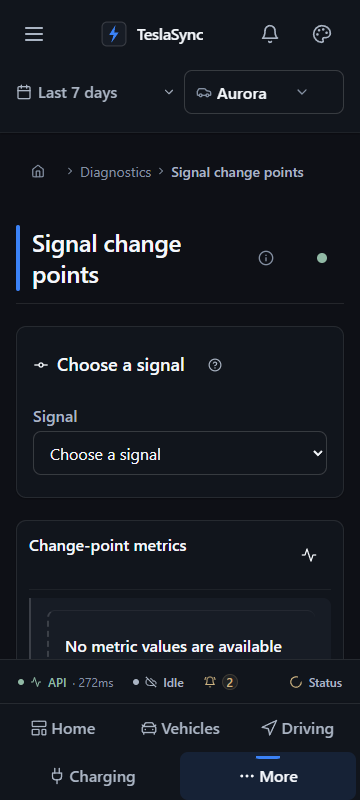 TeslaSync
Last 7 days
Aurora
Diagnostics
Signal change points
Signal change
points
Choose a signal
Signal
Choose a signal
Change-point metrics
No metric values are available
API · 272ms
Idle
2
Status
Home
Vehicles
Driving
Charging
More